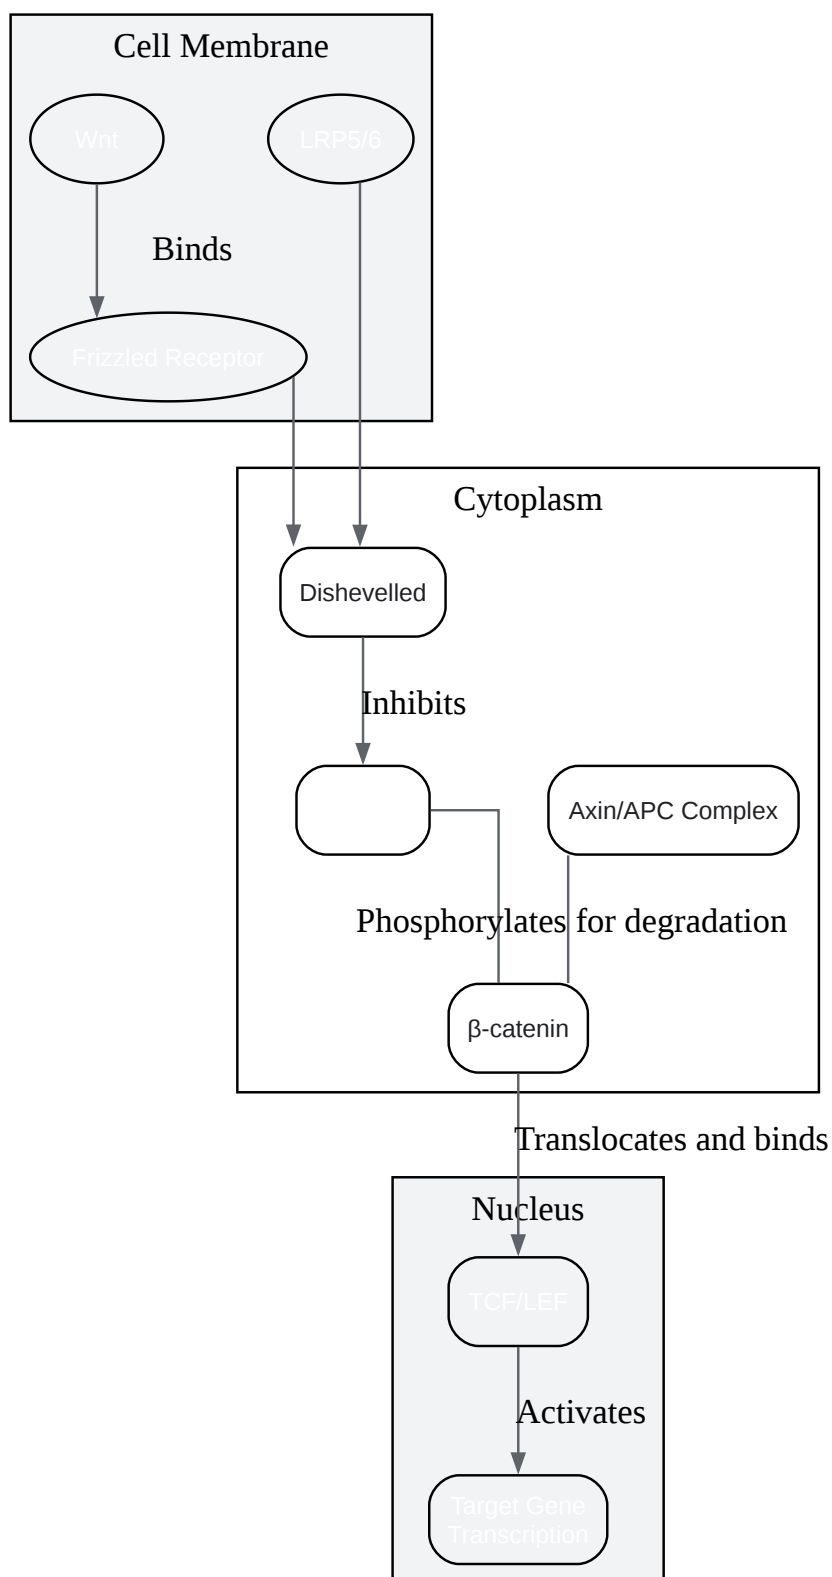 Cell Membrane
Wnt
LRP5/6
Binds
Frizzled Receptor
Cytoplasm
Dishevelled
Inhibits
Axin/APC Complex
Phosphorylates for degradation
β-catenin
Translocates and binds
Nucleus
TCF/LEF
Activates
Target Gene
Transcription